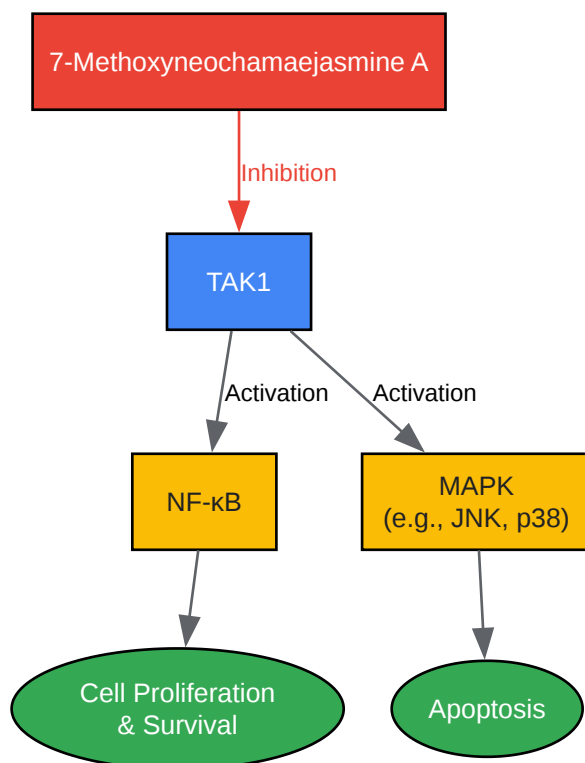 7-Methoxyneochamaejasmine A
Inhibition
TAK1
Activation
Activation
NF-κB
MAPK
(e.g., JNK, p38)
Cell Proliferation
& Survival
Apoptosis